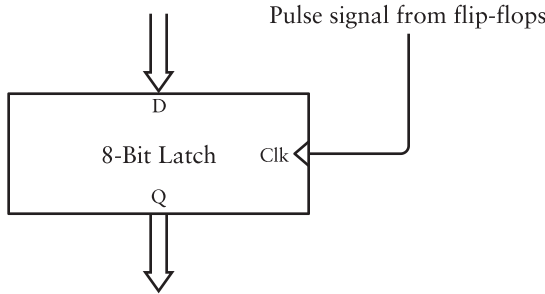 Pulse signal from flip-flops
D
8-Bit Latch
Clk
Q